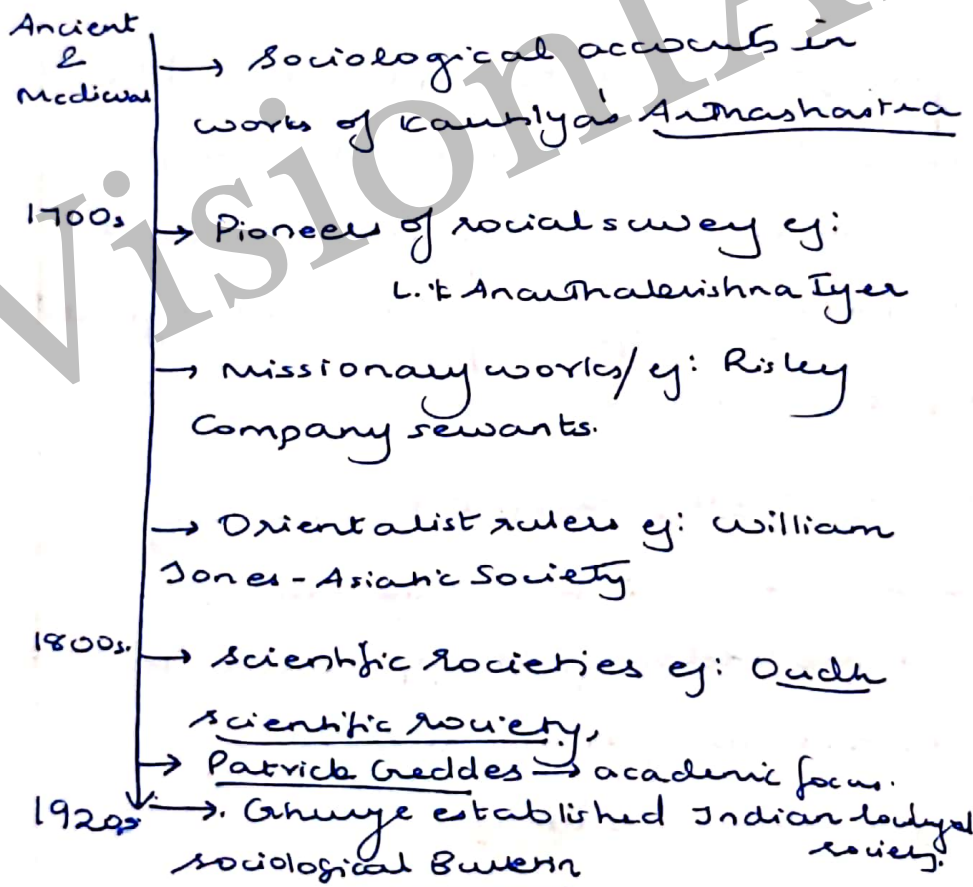 Ancient
&
Medieval
→ Sociological accounts in
works of Kautilya's Arthashastra
1700s
→ Pioneers of social survey eg:
L.K Ananthakrishna Iyer
→ Missionary works/ eg: Risley
Company servants.
→ Orientalist rulers eg: William
Jones - Asiatic Society
1800s.
→ scientific societies eg: Oudh
scientific society,
→ Patrick Geddes → academic focus.
1920s
→ . Ghurye established Indian
society.
sociological Bulletin
VisionIA